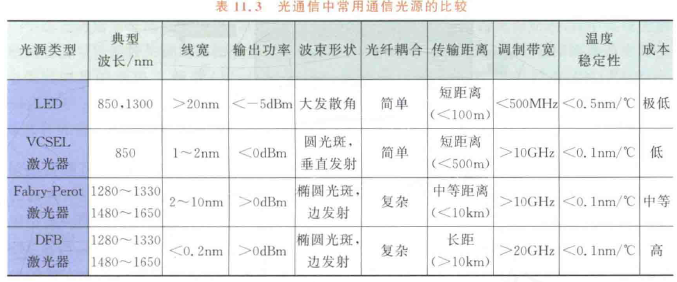 表 11.3 光通信中常用通信光源的比较
光源类型 典型波长/nm 线宽 输出功率 波束形状 光纤耦合 传输距离 调制带宽 温度稳定性 成本
LED 850,1300 >20nm <-5dBm 大发散角 简单 短距离(<100m) <500MHz <0.5nm/℃ 极低
VCSEL激光器 850 1~2nm <0dBm 圆光斑,垂直发射 简单 短距离(<500m) >10GHz <0.1nm/℃ 低
Fabry-Perot激光器 1280~1330 1480~1650 2~10nm >0dBm 椭圆光斑,边发射 复杂 中等距离(<10km) >10GHz <0.1nm/℃ 中等
DFB激光器 1280~1330 1480~1650 <0.2nm >0dBm 椭圆光斑,边发射 复杂 长距(>10km) >20GHz <0.1nm/℃ 高